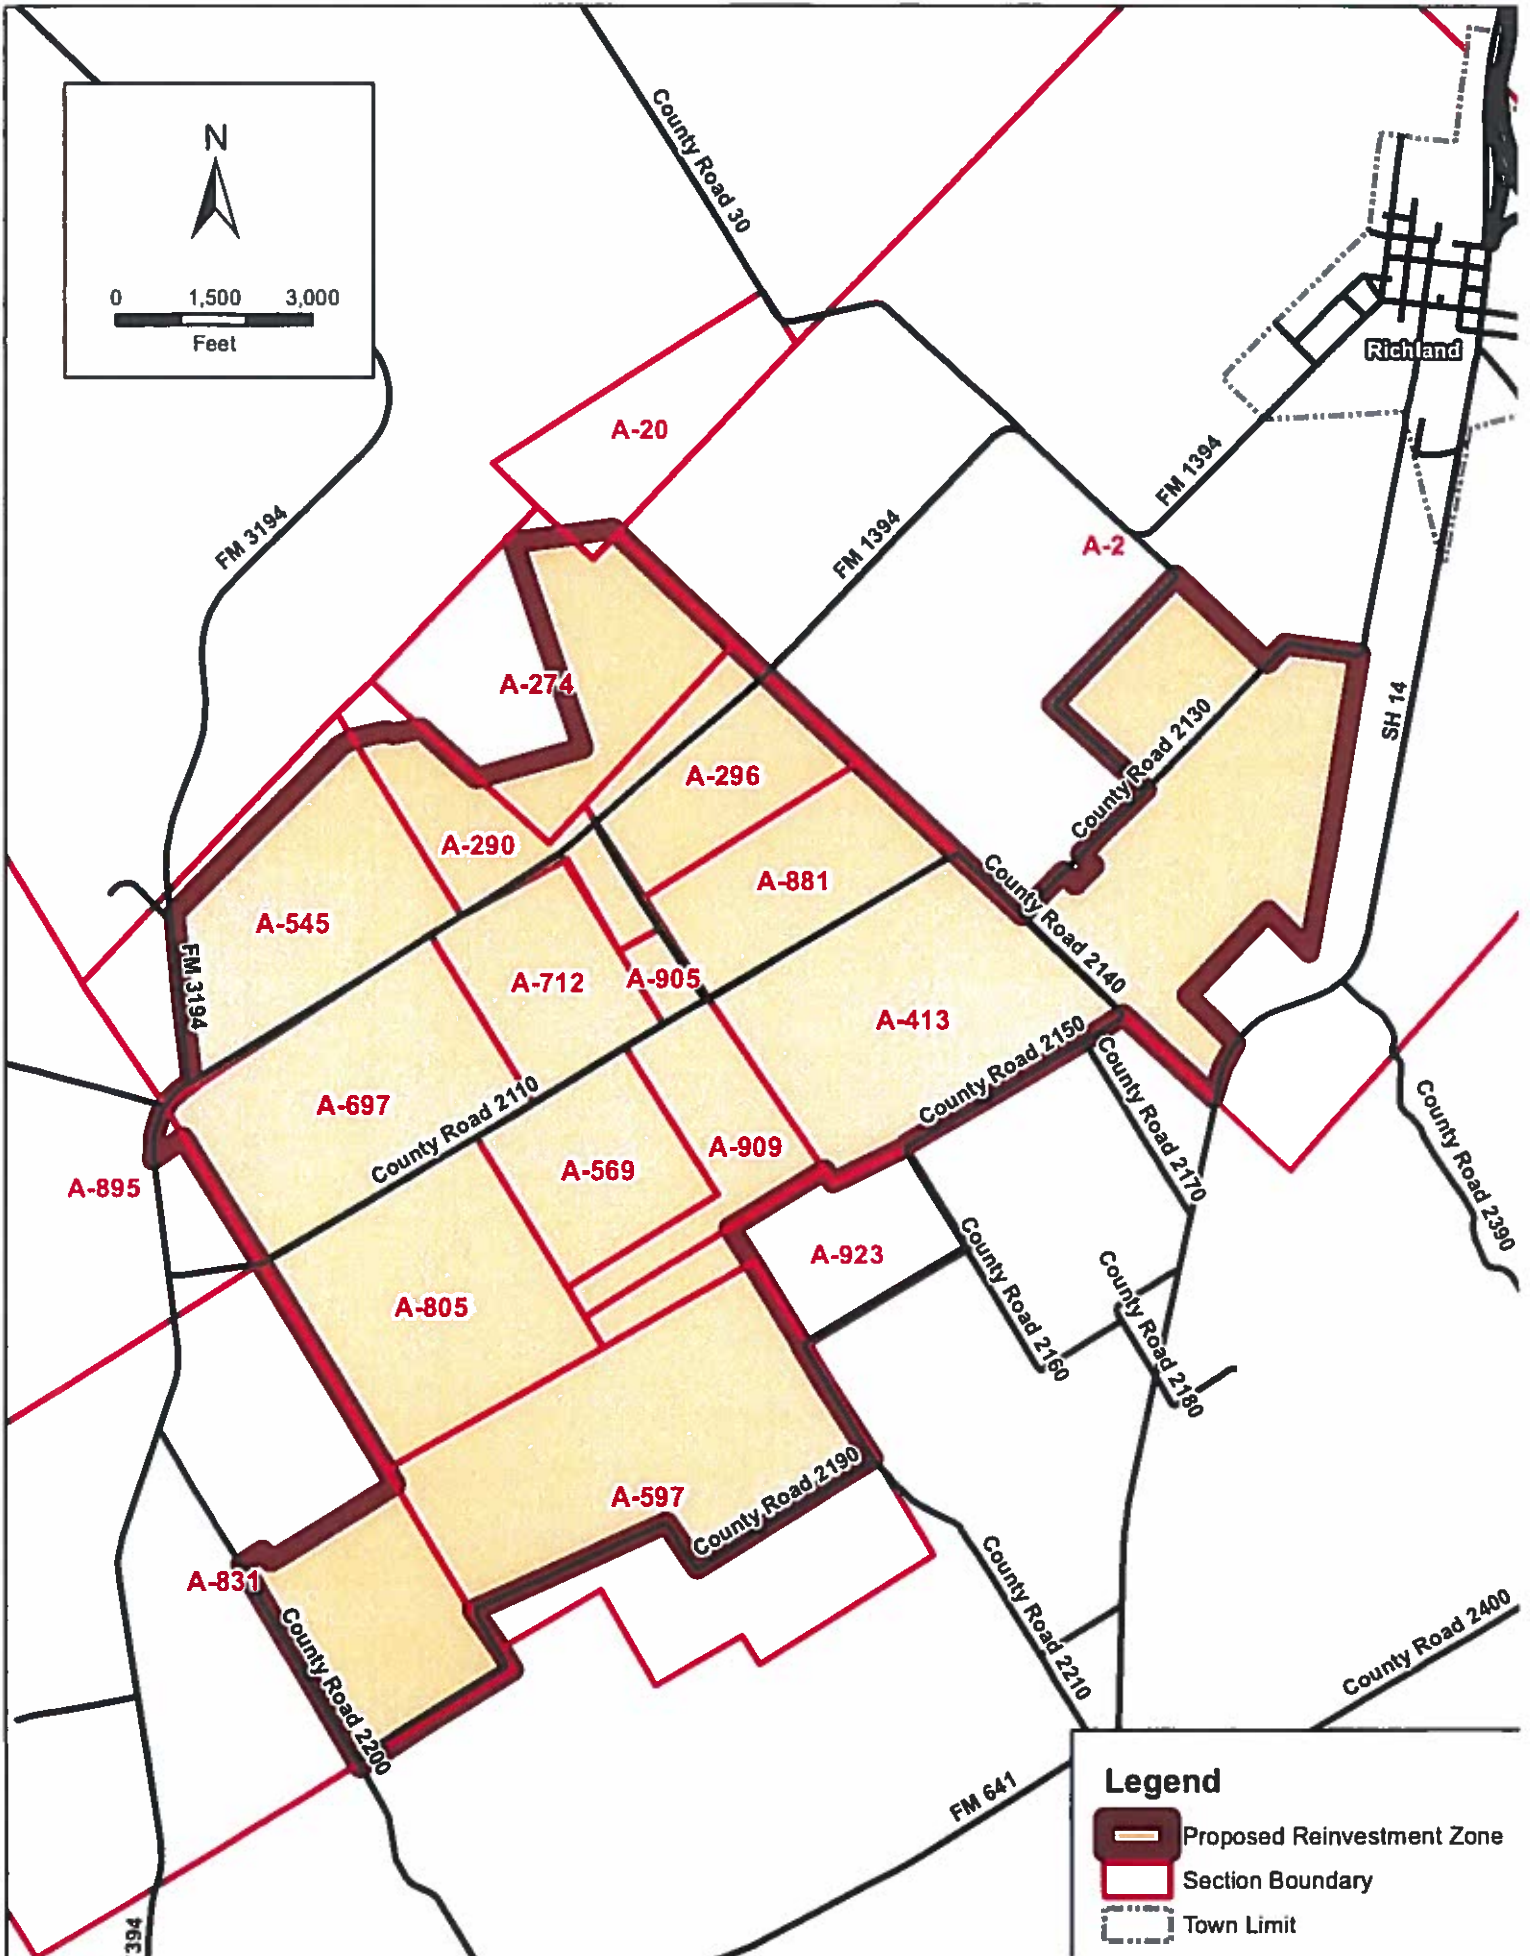 County Road 30
N
0 1,500 3,000
Feet
Richland
A-20
FM 1394
FM 3194
FM 1394
A-2
A-274
SH 14
County Road 2130
A-296
A-290
A-881
A-545
County Road 2140
FM 3194
A-712
A-905
A-413
County Road 2150
A-697
County Road 2110
County Road 2170
County Road 2390
A-909
A-569
A-895
A-923
County Road 2160
County Road 2180
A-805
A-597
County Road 2190
A-831
County Road 2200
County Road 2210
County Road 2400
FM 641
394
Legend
Proposed Reinvestment Zone
Section Boundary
Town Limit